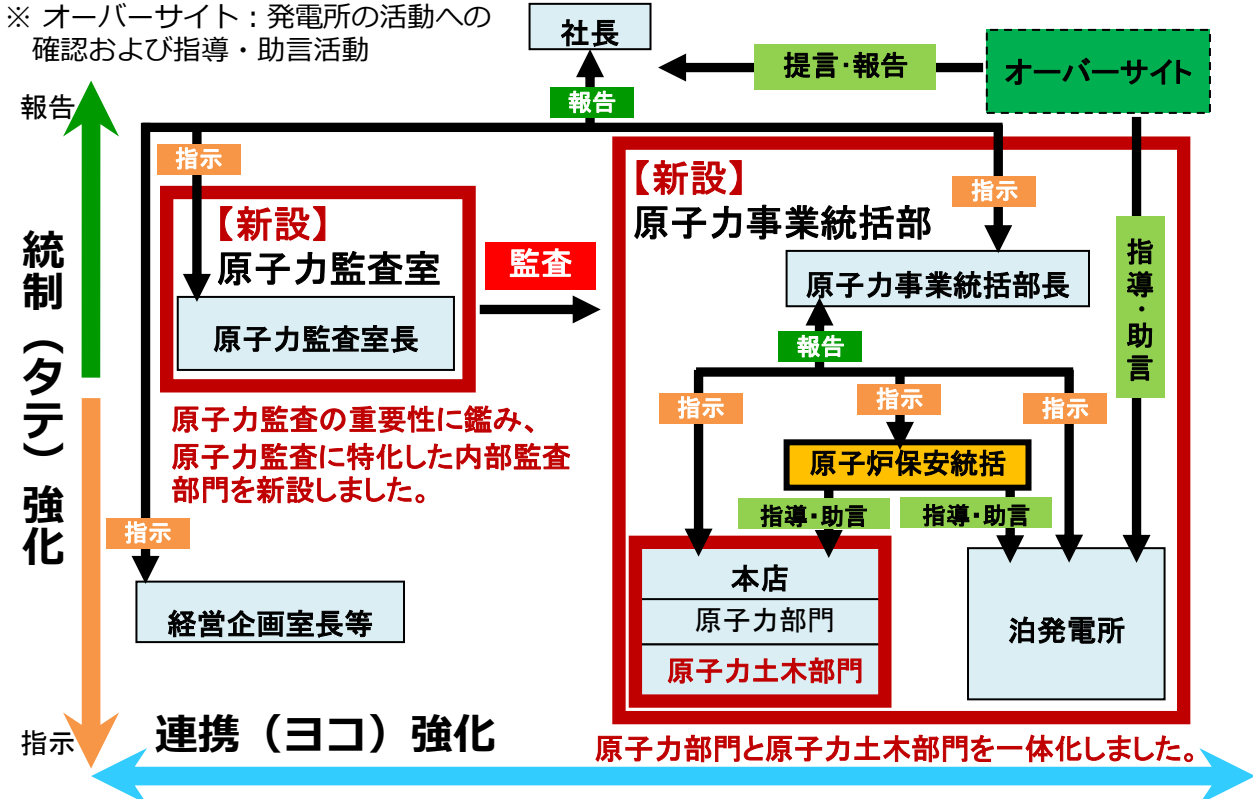 ※ オーバーサイト：発電所の活動への
確認および指導・助言活動
社長
提言・報告
オーバーサイト
報告
報告
指示
指示
【新設】
原子力監査室
原子力監査室長
監査
【新設】
原子力事業統括部
原子力事業統括部長
指導・助言
報告
指示
指示
指示
統制（タテ）強化
原子力監査の重要性に鑑み、
原子力監査に特化した内部監査
部門を新設しました。
原子炉保安統括
指導・助言
指導・助言
指示
経営企画室長等
本店
原子力部門
原子力土木部門
泊発電所
指示
連携（ヨコ）強化
原子力部門と原子力土木部門を一体化しました。